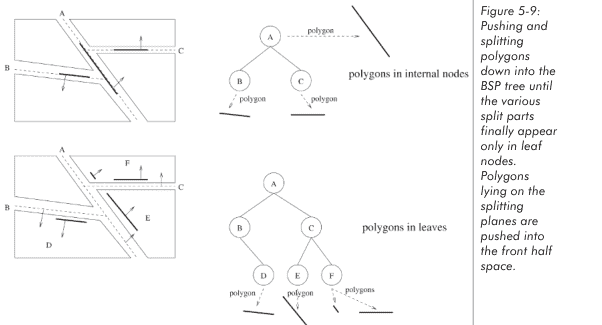 A
C
B
A
polygon
B
C
polygon
polygon
polygons in internal nodes
A
F
C
B
E
D
A
B
C
polygons in leaves
D
E
F
polygon
polygon
polygons
Figure 5-9:
Pushing and
splitting
polygons
down into the
BSP tree until
the various
split parts
finally appear
only in leaf
nodes.
Polygons
lying on the
splitting
planes are
pushed into
the front half
space.